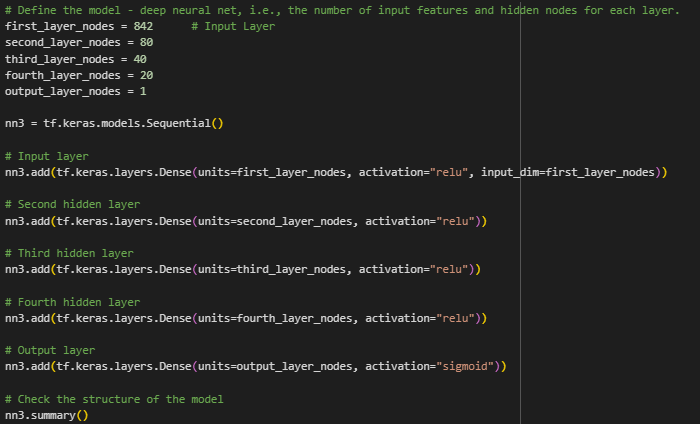 # Define the model - deep neural net, i.e., the number of input features and hidden nodes for each layer.
first_layer_nodes = 842      # Input Layer
second_layer_nodes = 80
third_layer_nodes = 40
fourth_layer_nodes = 20
output_layer_nodes = 1

nn3 = tf.keras.models.Sequential()

# Input layer
nn3.add(tf.keras.layers.Dense(units=first_layer_nodes, activation="relu", input_dim=first_layer_nodes))

# Second hidden layer
nn3.add(tf.keras.layers.Dense(units=second_layer_nodes, activation="relu"))

# Third hidden layer
nn3.add(tf.keras.layers.Dense(units=third_layer_nodes, activation="relu"))

# Fourth hidden layer
nn3.add(tf.keras.layers.Dense(units=fourth_layer_nodes, activation="relu"))

# Output layer
nn3.add(tf.keras.layers.Dense(units=output_layer_nodes, activation="sigmoid"))

# Check the structure of the model
nn3.summary()